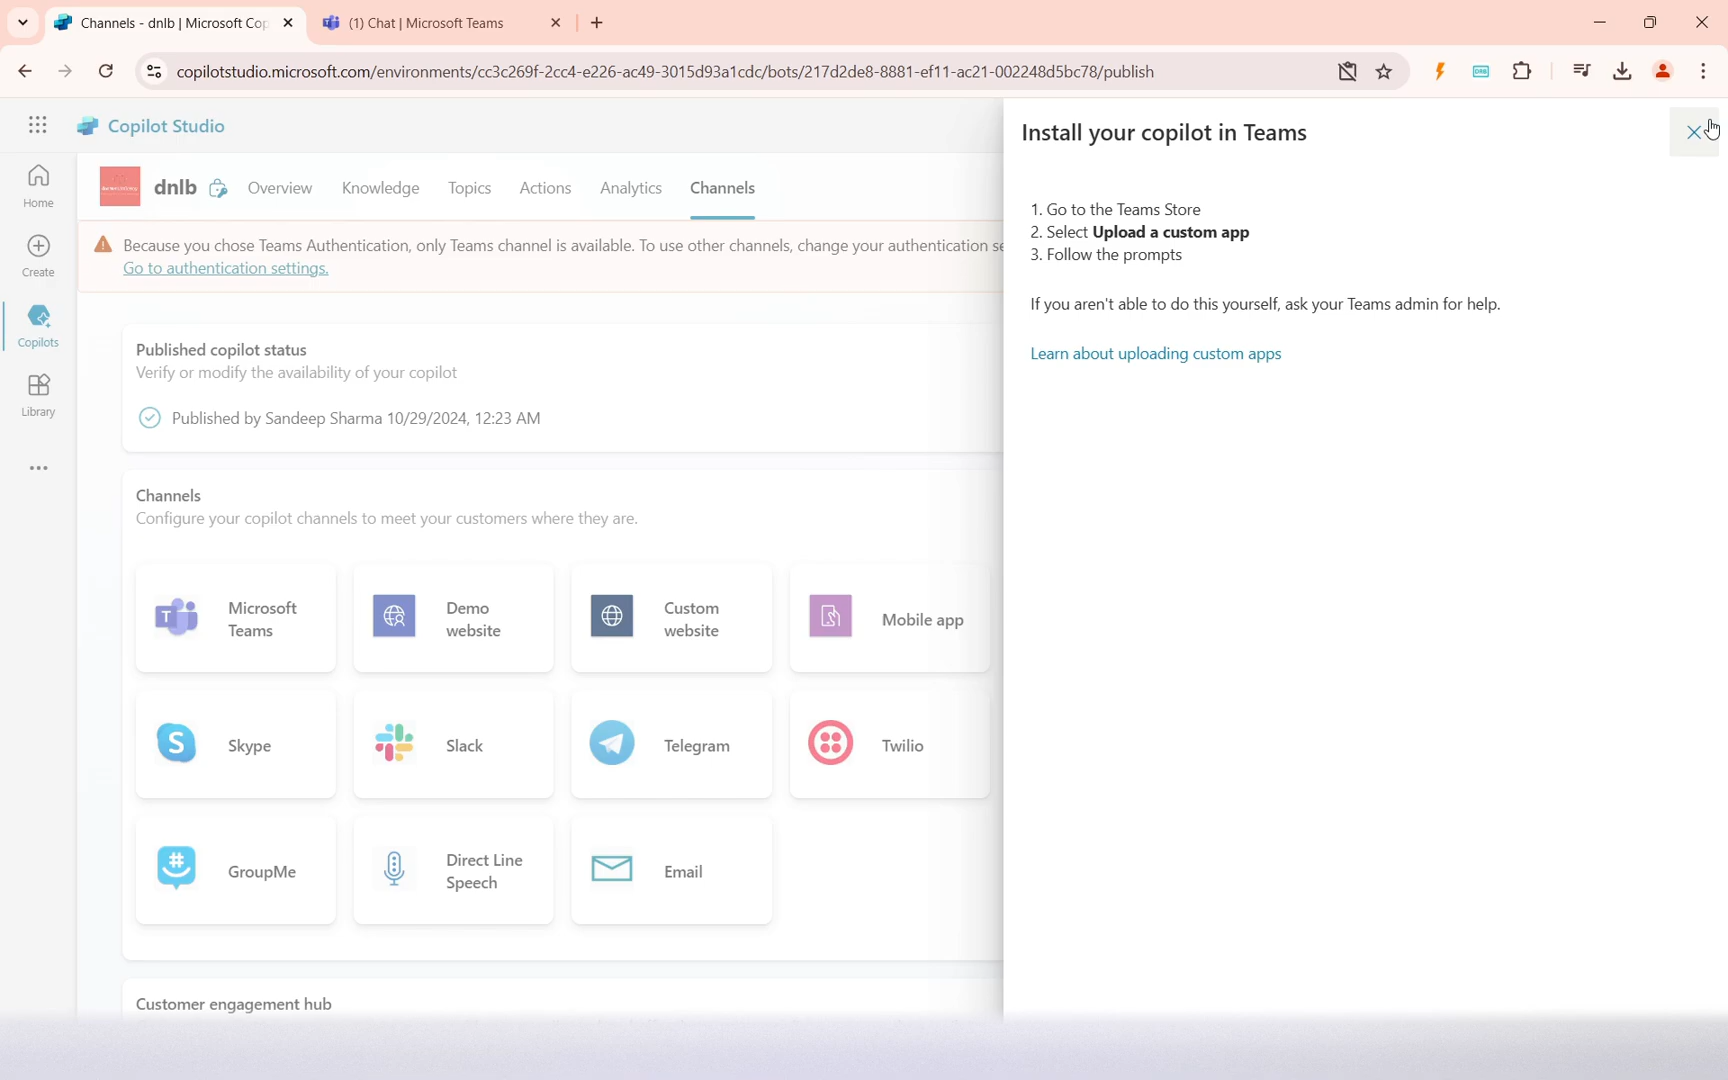 Channels - dnlb | Microsoft Cop
(1) Chat | Microsoft Teams
copilotstudio.microsoft.com/environments/cc3c269f-2cc4-e226-ac49-3015d93a1cdc/bots/217d2de8-8881-ef11-ac21-002248d5bc78/publish
Copilot Studio
Home
Create
Copilots
Library
dnlb
Overview
Knowledge
Topics
Actions
Analytics
Channels
Because you chose Teams Authentication, only Teams channel is available. To use other channels, change your authentication se
Go to authentication settings.
Published copilot status
Verify or modify the availability of your copilot
Published by Sandeep Sharma 10/29/2024, 12:23 AM
Channels
Configure your copilot channels to meet your customers where they are.
T
Microsoft
Teams
Demo
website
Custom
website
Mobile app
S
Skype
Slack
Telegram
Twilio
#
GroupMe
Direct Line
Speech
Email
Customer engagement hub
Install your copilot in Teams
1. Go to the Teams Store
2. Select Upload a custom app
3. Follow the prompts
If you aren't able to do this yourself, ask your Teams admin for help.
Learn about uploading custom apps